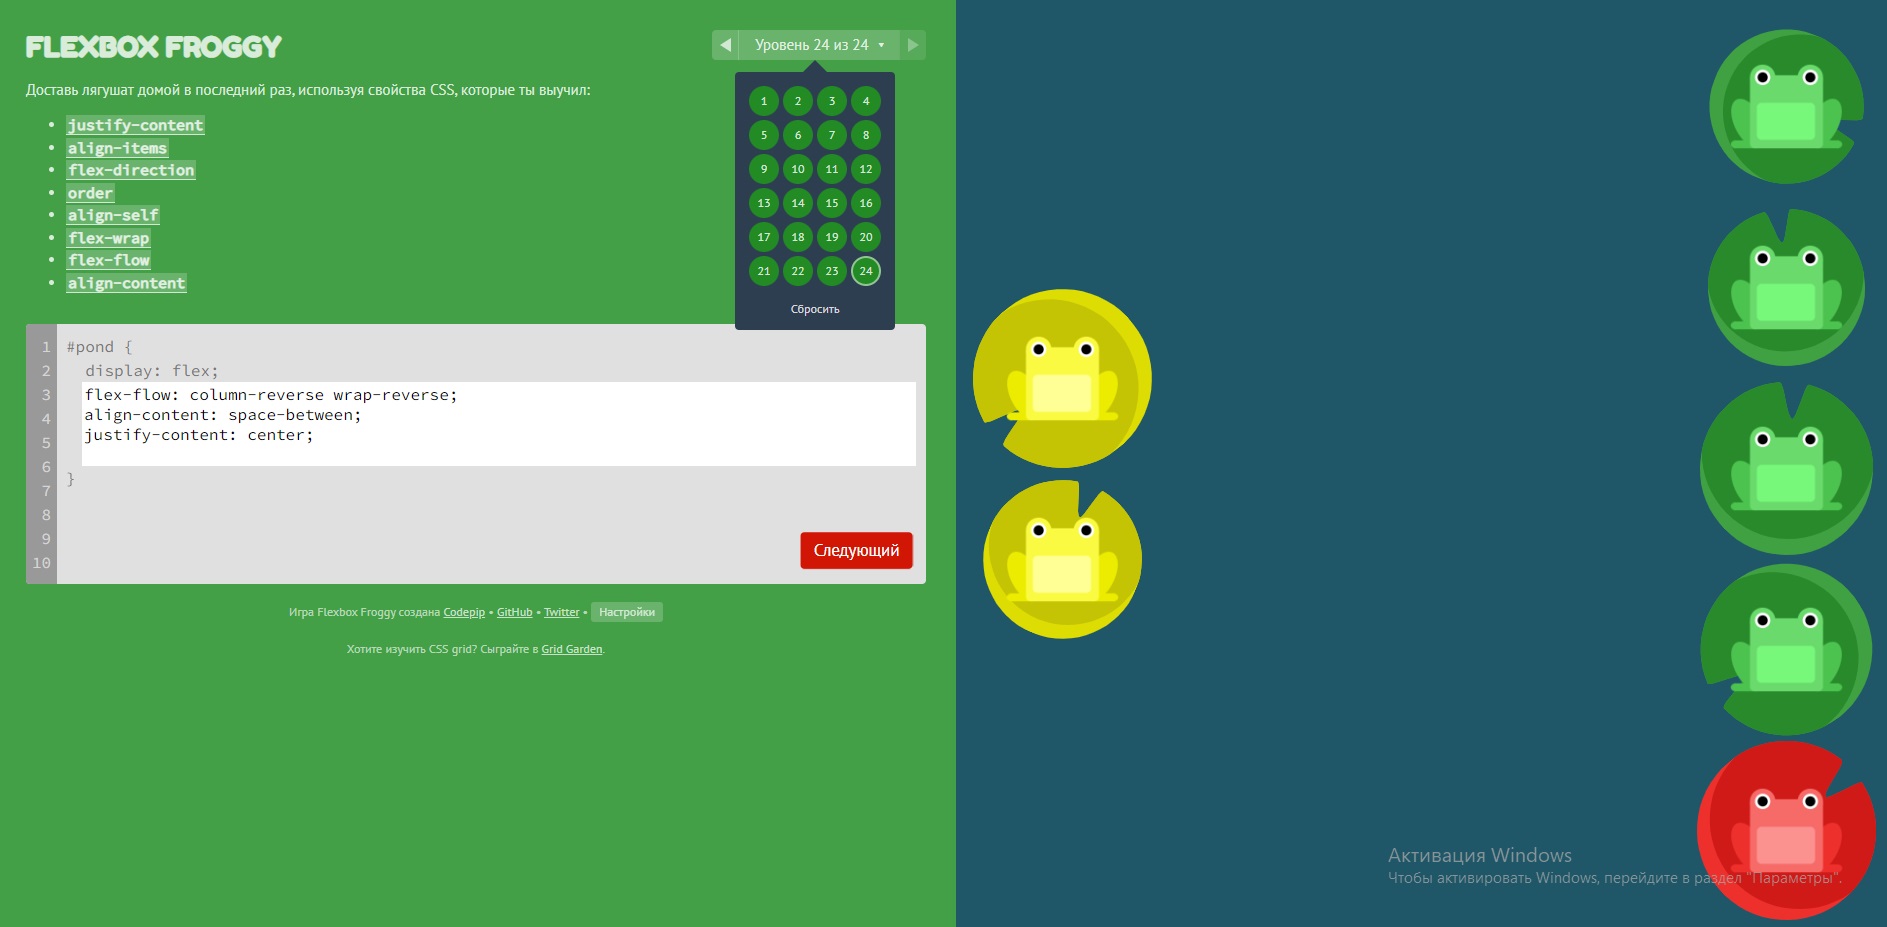 FLEXBOX FROGGY
Уровень 24 из 24
Доставь лягушат домой в последний раз, используя свойства CSS, которые ты выучил:
justify-content
align-items
flex-direction
order
align-self
flex-wrap
flex-flow
align-content
1 2 3 4
5 6 7 8
9 10 11 12
13 14 15 16
17 18 19 20
21 22 23 24
Сбросить
1 #pond {
2 display: flex;
3 flex-flow: column-reverse wrap-reverse;
4 align-content: space-between;
5 justify-content: center;
6
7 }
8
9
10
Следующий
Игра Flexbox Froggy создана Codepip • GitHub • Twitter • Настройки
Хотите изучить CSS grid? Сыграйте в Grid Garden.
Активация Windows
Чтобы активировать Windows, перейдите в раздел "Параметры".